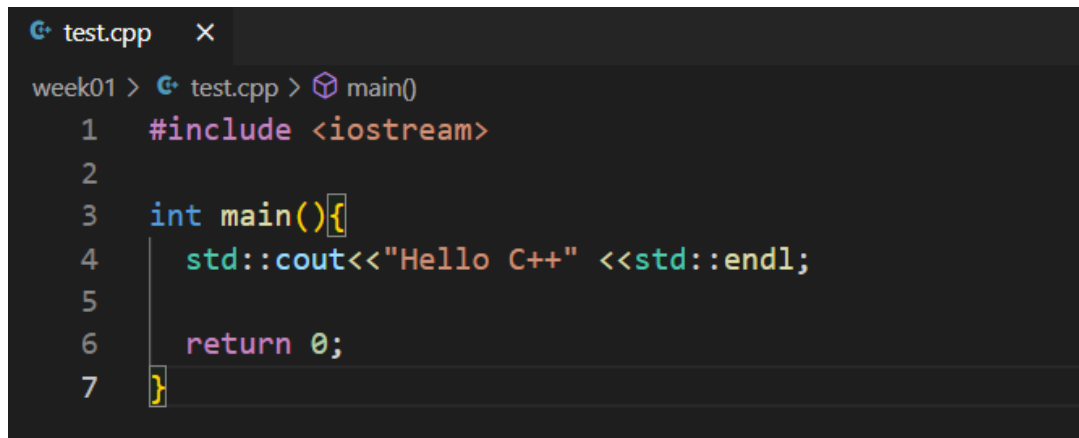 test.cpp ×
week01 > test.cpp > main()
1 #include <iostream>
2
3 int main(){
4   std::cout<<"Hello C++" <<std::endl;
5
6   return 0;
7 }